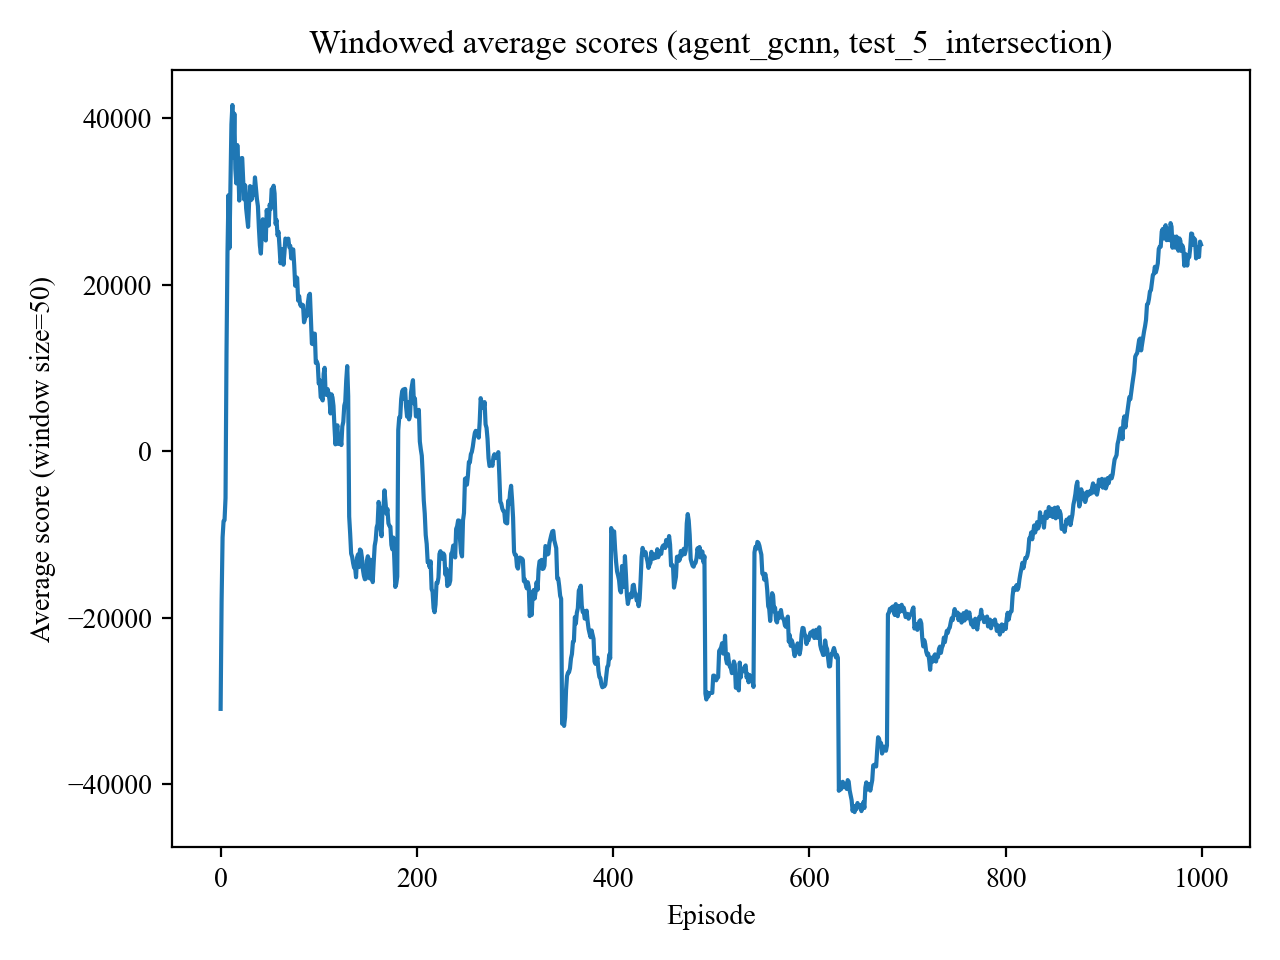 Windowed average scores (agent_gcnn, test_5_intersection)
Average score (window size=50)
40000
20000
0
−20000
−40000
0 200 400 600 800 1000
Episode